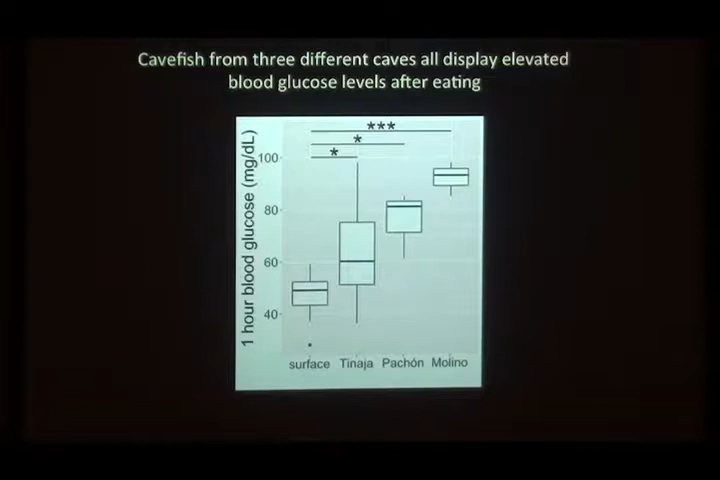 Cavefish from three different caves all display elevated
blood glucose levels after eating
1 hour blood glucose (mg/dL)
100
80
60
40
***
*
*
surface Tinaja Pachón Molino